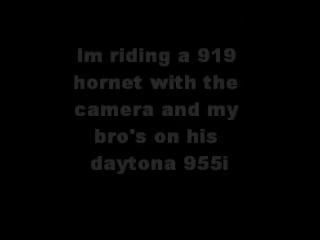 Im riding a 919
hornet with the
camera and my
bro's on his
daytona 955i